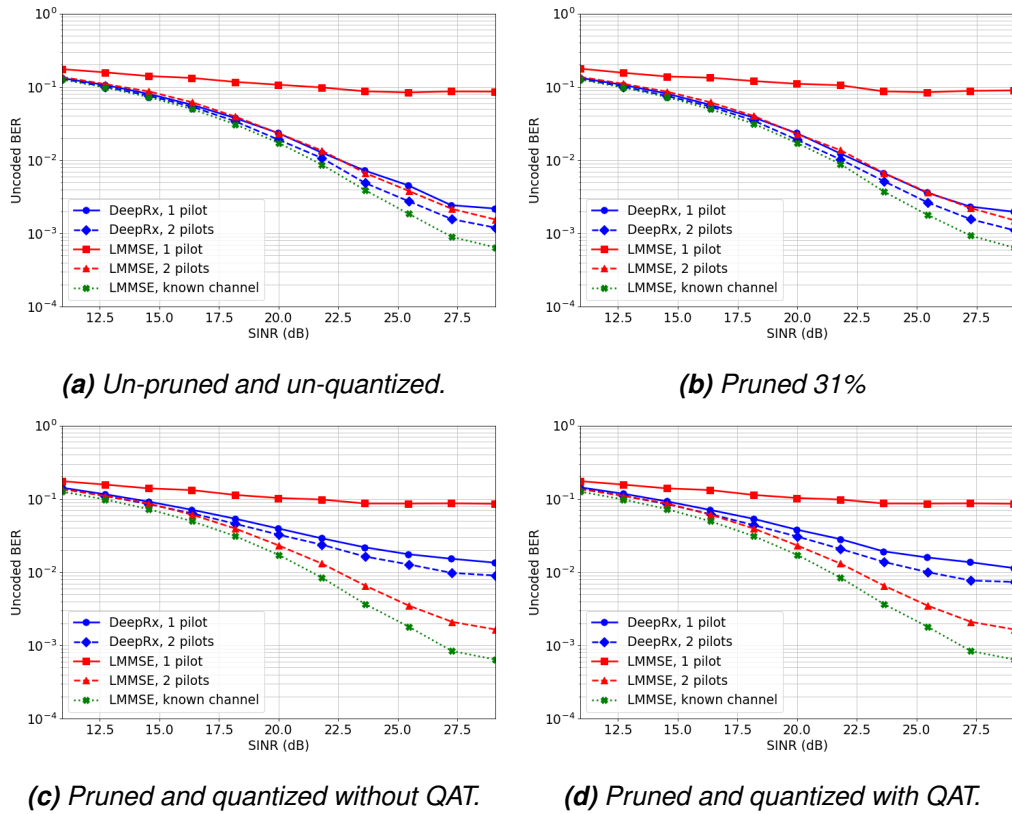 10^0
10^-1
10^-2
10^-3
10^-4
Uncoded BER
DeepRx, 1 pilot
DeepRx, 2 pilots
LMMSE, 1 pilot
LMMSE, 2 pilots
LMMSE, known channel
12.5 15.0 17.5 20.0 22.5 25.0 27.5
SINR (dB)
(a) Un-pruned and un-quantized.
10^0
10^-1
10^-2
10^-3
10^-4
Uncoded BER
DeepRx, 1 pilot
DeepRx, 2 pilots
LMMSE, 1 pilot
LMMSE, 2 pilots
LMMSE, known channel
12.5 15.0 17.5 20.0 22.5 25.0 27.5
SINR (dB)
(b) Pruned 31%
10^0
10^-1
10^-2
10^-3
10^-4
Uncoded BER
DeepRx, 1 pilot
DeepRx, 2 pilots
LMMSE, 1 pilot
LMMSE, 2 pilots
LMMSE, known channel
12.5 15.0 17.5 20.0 22.5 25.0 27.5
SINR (dB)
(c) Pruned and quantized without QAT.
10^0
10^-1
10^-2
10^-3
10^-4
Uncoded BER
DeepRx, 1 pilot
DeepRx, 2 pilots
LMMSE, 1 pilot
LMMSE, 2 pilots
LMMSE, known channel
12.5 15.0 17.5 20.0 22.5 25.0 27.5
SINR (dB)
(d) Pruned and quantized with QAT.